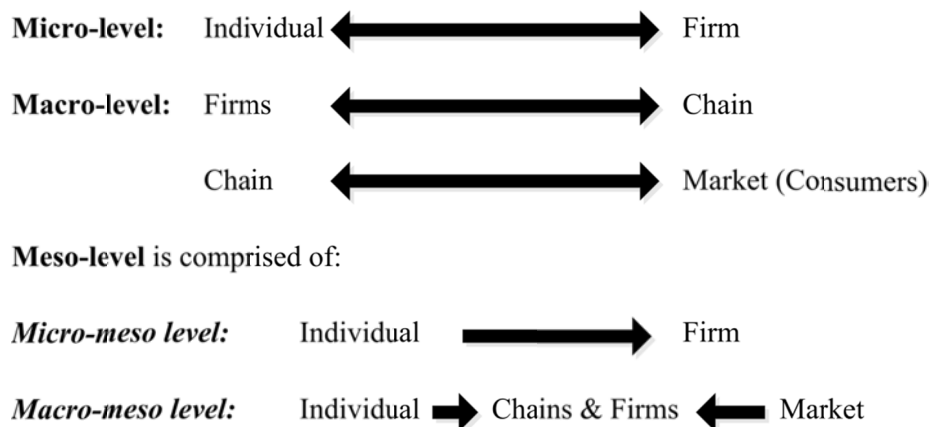 Micro-level: Individual Firm
Macro-level: Firms Chain
Chain Market (Consumers)
Meso-level is comprised of:
Micro-meso level: Individual Firm
Macro-meso level: Individual Chains & Firms Market